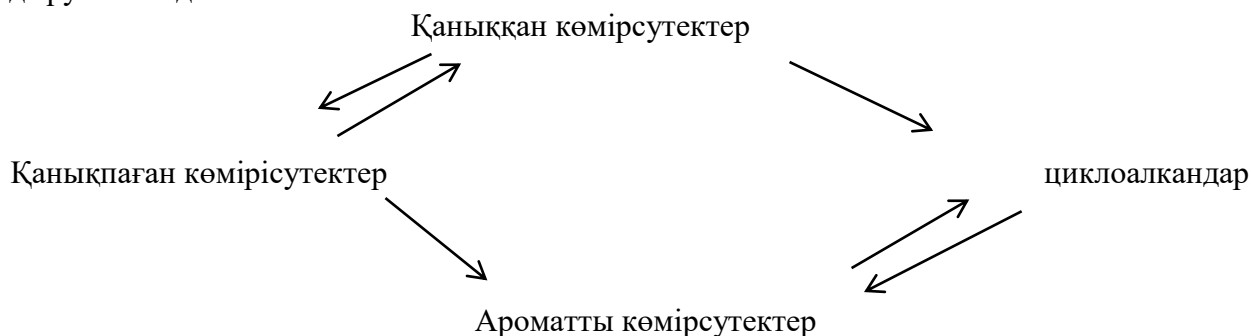 Қаныққан көмірсутектер
Қанықпаған көмірісутектер
циклоалкандар
Ароматты көмірсутектер